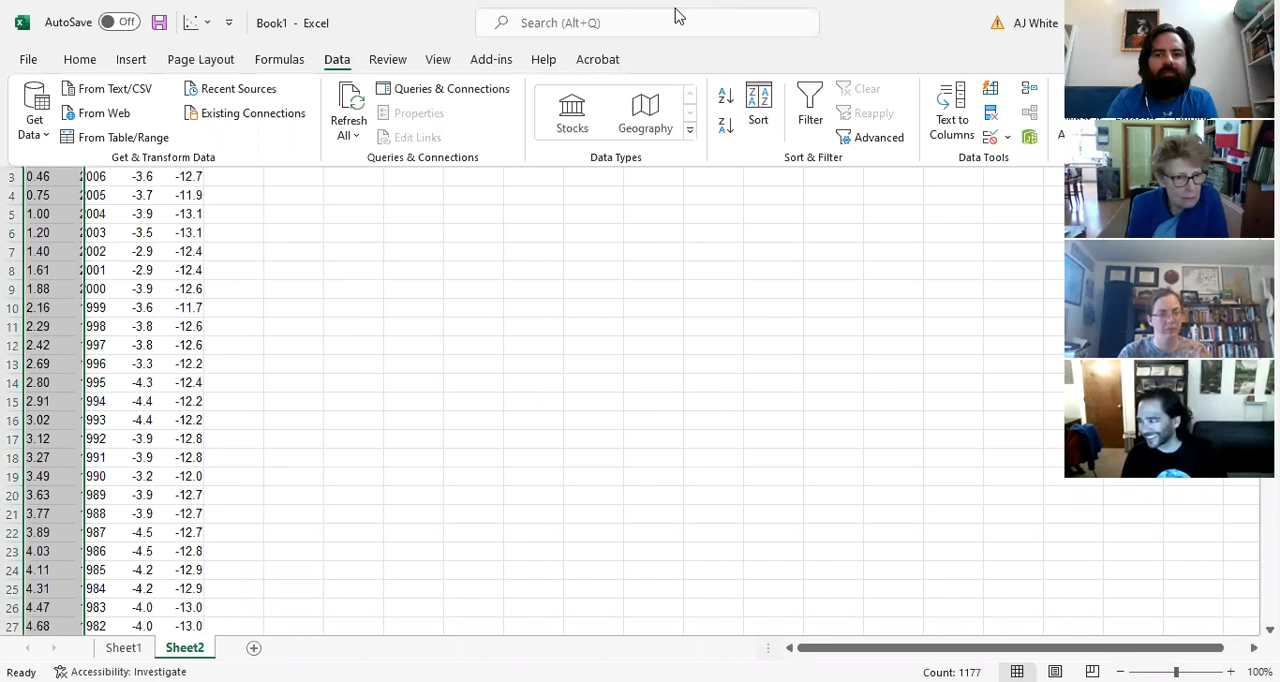 AutoSave Off Book1 - Excel Search (Alt+Q) AJ White
File Home Insert Page Layout Formulas Data Review View Add-ins Help Acrobat
Get Data
From Text/CSV
From Web
From Table/Range
Recent Sources
Existing Connections
Get & Transform Data
Refresh All
Queries & Connections
Properties
Edit Links
Queries & Connections
Stocks
Geography
Data Types
Sort
Filter
Clear
Reapply
Advanced
Sort & Filter
Text to Columns
Data Tools
3 0.46 2006 -3.6 -12.7
4 0.75 2005 -3.7 -11.9
5 1.00 2004 -3.9 -13.1
6 1.20 2003 -3.5 -13.1
7 1.40 2002 -2.9 -12.4
8 1.61 2001 -2.9 -12.4
9 1.88 2000 -3.9 -12.6
10 2.16 999 -3.6 -11.7
11 2.29 998 -3.8 -12.6
12 2.42 997 -3.8 -12.6
13 2.69 996 -3.3 -12.2
14 2.80 995 -4.3 -12.4
15 2.91 994 -4.4 -12.2
16 3.02 993 -4.4 -12.2
17 3.12 992 -3.9 -12.8
18 3.27 991 -3.9 -12.8
19 3.49 990 -3.2 -12.0
20 3.63 989 -3.9 -12.7
21 3.77 988 -3.9 -12.7
22 3.89 987 -4.5 -12.7
23 4.03 986 -4.5 -12.8
24 4.11 985 -4.2 -12.9
25 4.31 984 -4.2 -12.9
26 4.47 983 -4.0 -13.0
27 4.68 982 -4.0 -13.0
Sheet1 Sheet2
Ready Accessibility: Investigate Count: 1177 100%